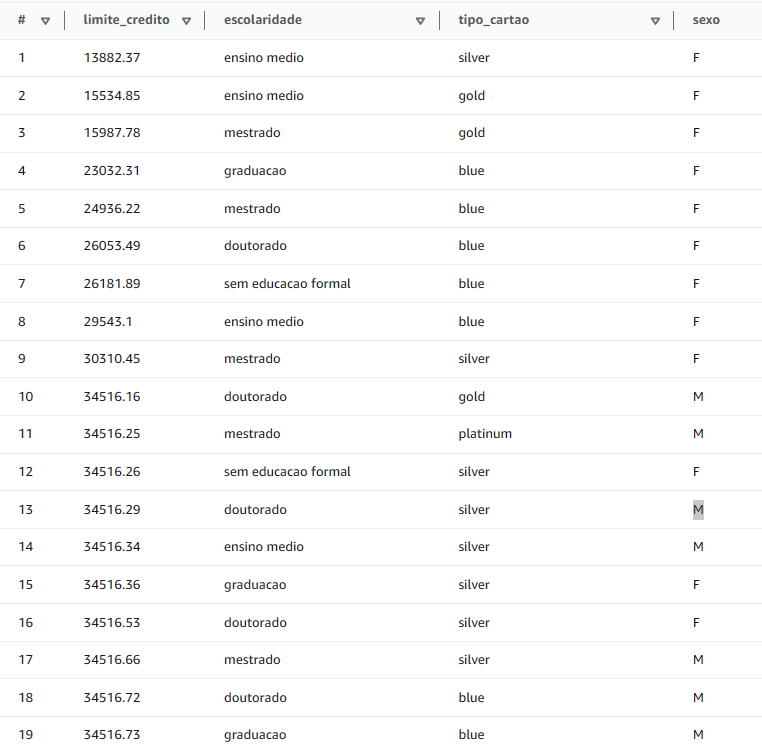 # limite_credito escolaridade tipo_cartao sexo
1 13882.37 ensino medio silver F
2 15534.85 ensino medio gold F
3 15987.78 mestrado gold F
4 23032.31 graduacao blue F
5 24936.22 mestrado blue F
6 26053.49 doutorado blue F
7 26181.89 sem educacao formal blue F
8 29543.1 ensino medio blue F
9 30310.45 mestrado silver F
10 34516.16 doutorado gold M
11 34516.25 mestrado platinum M
12 34516.26 sem educacao formal silver F
13 34516.29 doutorado silver M
14 34516.34 ensino medio silver M
15 34516.36 graduacao silver F
16 34516.53 doutorado silver F
17 34516.66 mestrado silver M
18 34516.72 doutorado blue M
19 34516.73 graduacao blue M